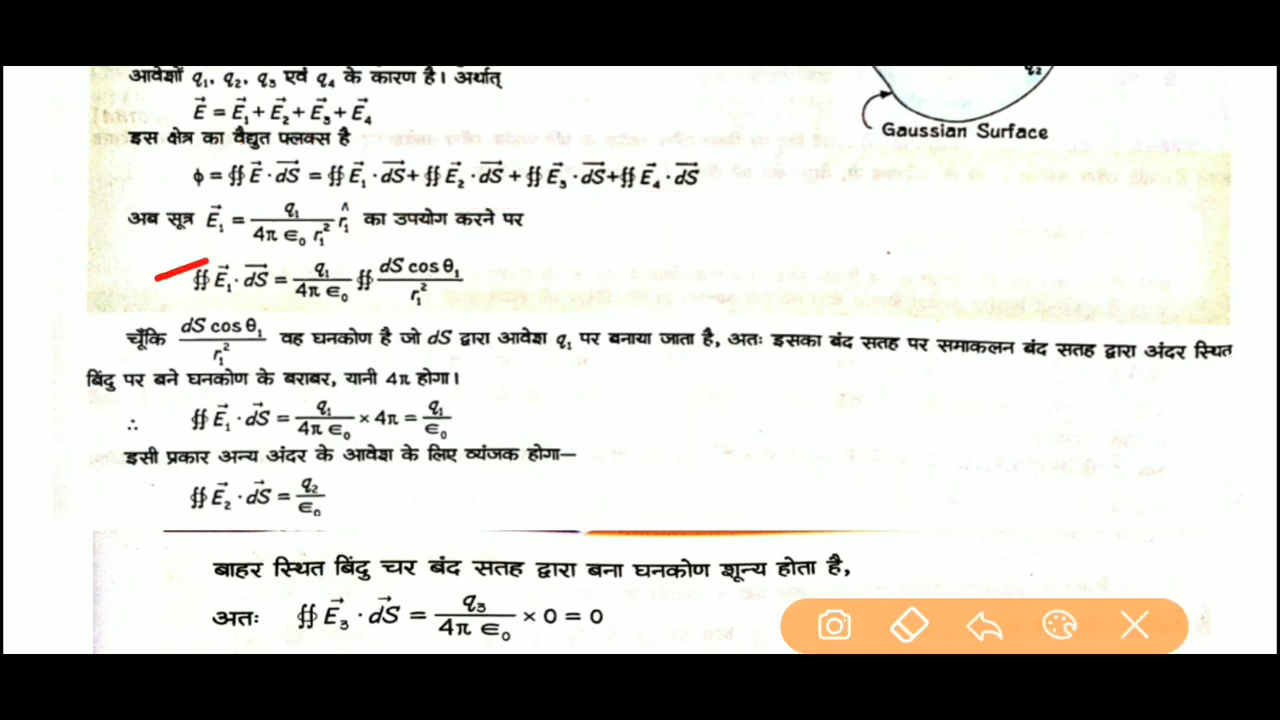 आवेशों q₁, q₂, q₃ एवं q₄ के कारण है। अर्थात्
q₂
E⃗ = E⃗₁ + E⃗₂ + E⃗₃ + E⃗₄
Gaussian Surface
इस क्षेत्र का वैद्युत फ्लक्स है
ϕ = ∯ E⃗ · dS⃗ = ∯ E⃗₁ · dS⃗ + ∯ E⃗₂ · dS⃗ + ∯ E⃗₃ · dS⃗ + ∯ E⃗₄ · dS⃗
अब सूत्र E⃗₁ = q₁ / 4π ∈₀ r₁² r̂₁ का उपयोग करने पर
∯ E⃗₁ · dS⃗ = q₁ / 4π ∈₀ ∯ dS cos θ₁ / r₁²
चूँकि dS cos θ₁ / r₁² वह घनकोण है जो dS द्वारा आवेश q₁ पर बनाया जाता है, अतः इसका बंद सतह पर समाकलन बंद सतह द्वारा अंदर स्थित
बिंदु पर बने घनकोण के बराबर, यानी 4π होगा।
∴ ∯ E⃗₁ · dS⃗ = q₁ / 4π ∈₀ × 4π = q₁ / ∈₀
इसी प्रकार अन्य अंदर के आवेश के लिए व्यंजक होगा—
∯ E⃗₂ · dS⃗ = q₂ / ∈₀
बाहर स्थित बिंदु चर बंद सतह द्वारा बना घनकोण शून्य होता है,
अतः ∯ E⃗₃ · dS⃗ = q₃ / 4π ∈₀ × 0 = 0